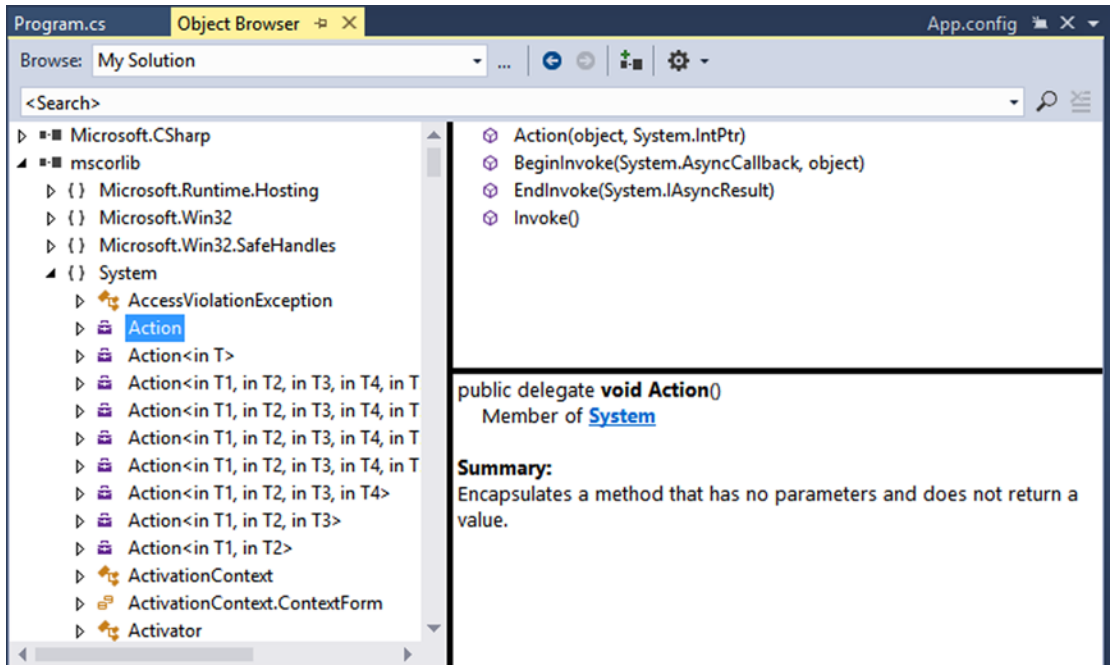 Program.cs
Object Browser
App.config
Browse: My Solution
...
<Search>
Microsoft.CSharp
mscorlib
{} Microsoft.Runtime.Hosting
{} Microsoft.Win32
{} Microsoft.Win32.SafeHandles
{} System
AccessViolationException
Action
Action<in T>
Action<in T1, in T2, in T3, in T4, in T
Action<in T1, in T2, in T3, in T4, in T
Action<in T1, in T2, in T3, in T4, in T
Action<in T1, in T2, in T3, in T4, in T
Action<in T1, in T2, in T3, in T4>
Action<in T1, in T2, in T3>
Action<in T1, in T2>
ActivationContext
ActivationContext.ContextForm
Activator
Action(object, System.IntPtr)
BeginInvoke(System.AsyncCallback, object)
EndInvoke(System.IAsyncResult)
Invoke()
public delegate void Action()
Member of System
Summary:
Encapsulates a method that has no parameters and does not return a
value.